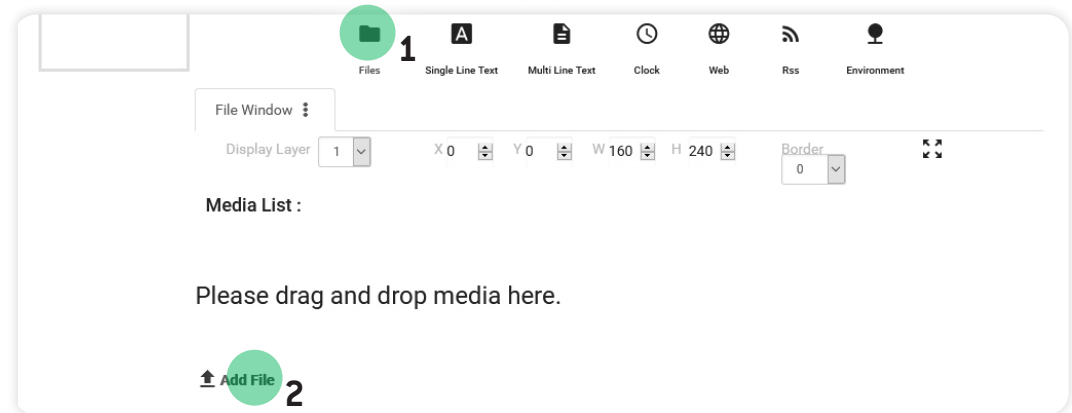 1
Files Single Line Text Multi Line Text Clock Web Rss Environment
File Window
Display Layer 1 X 0 Y 0 W 160 H 240 Border
0
Media List :
Please drag and drop media here.
Add File 2